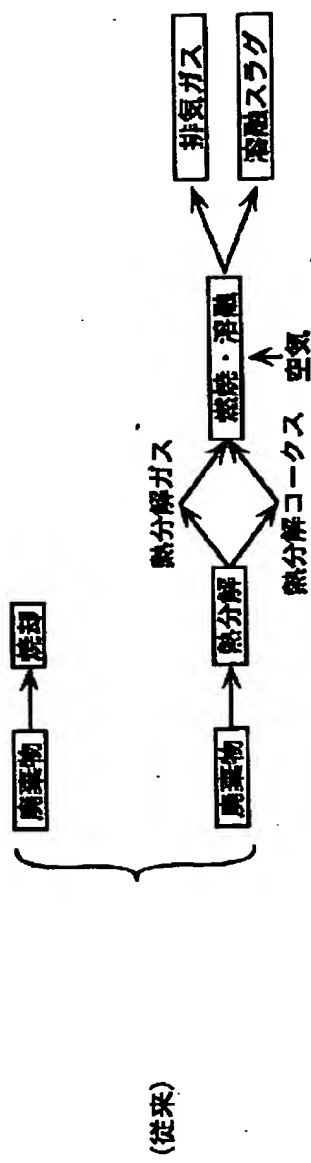 (従来)
廃棄物
焼却
廃棄物
熱分解
熱分解ガス
熱分解コークス
燃焼・溶融
空気
排気ガス
溶融スラグ